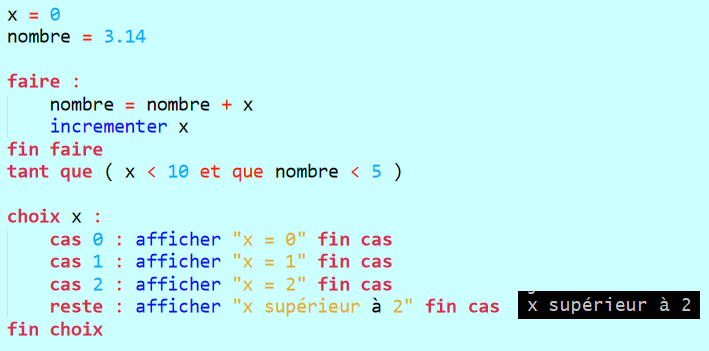 x = 0
nombre = 3.14
faire :
nombre = nombre + x
incrementer x
fin faire
tant que ( x < 10 et que nombre < 5 )
choix x :
cas 0 : afficher "x = 0" fin cas
cas 1 : afficher "x = 1" fin cas
cas 2 : afficher "x = 2" fin cas
reste : afficher "x supérieur à 2" fin cas x supérieur à 2
fin choix